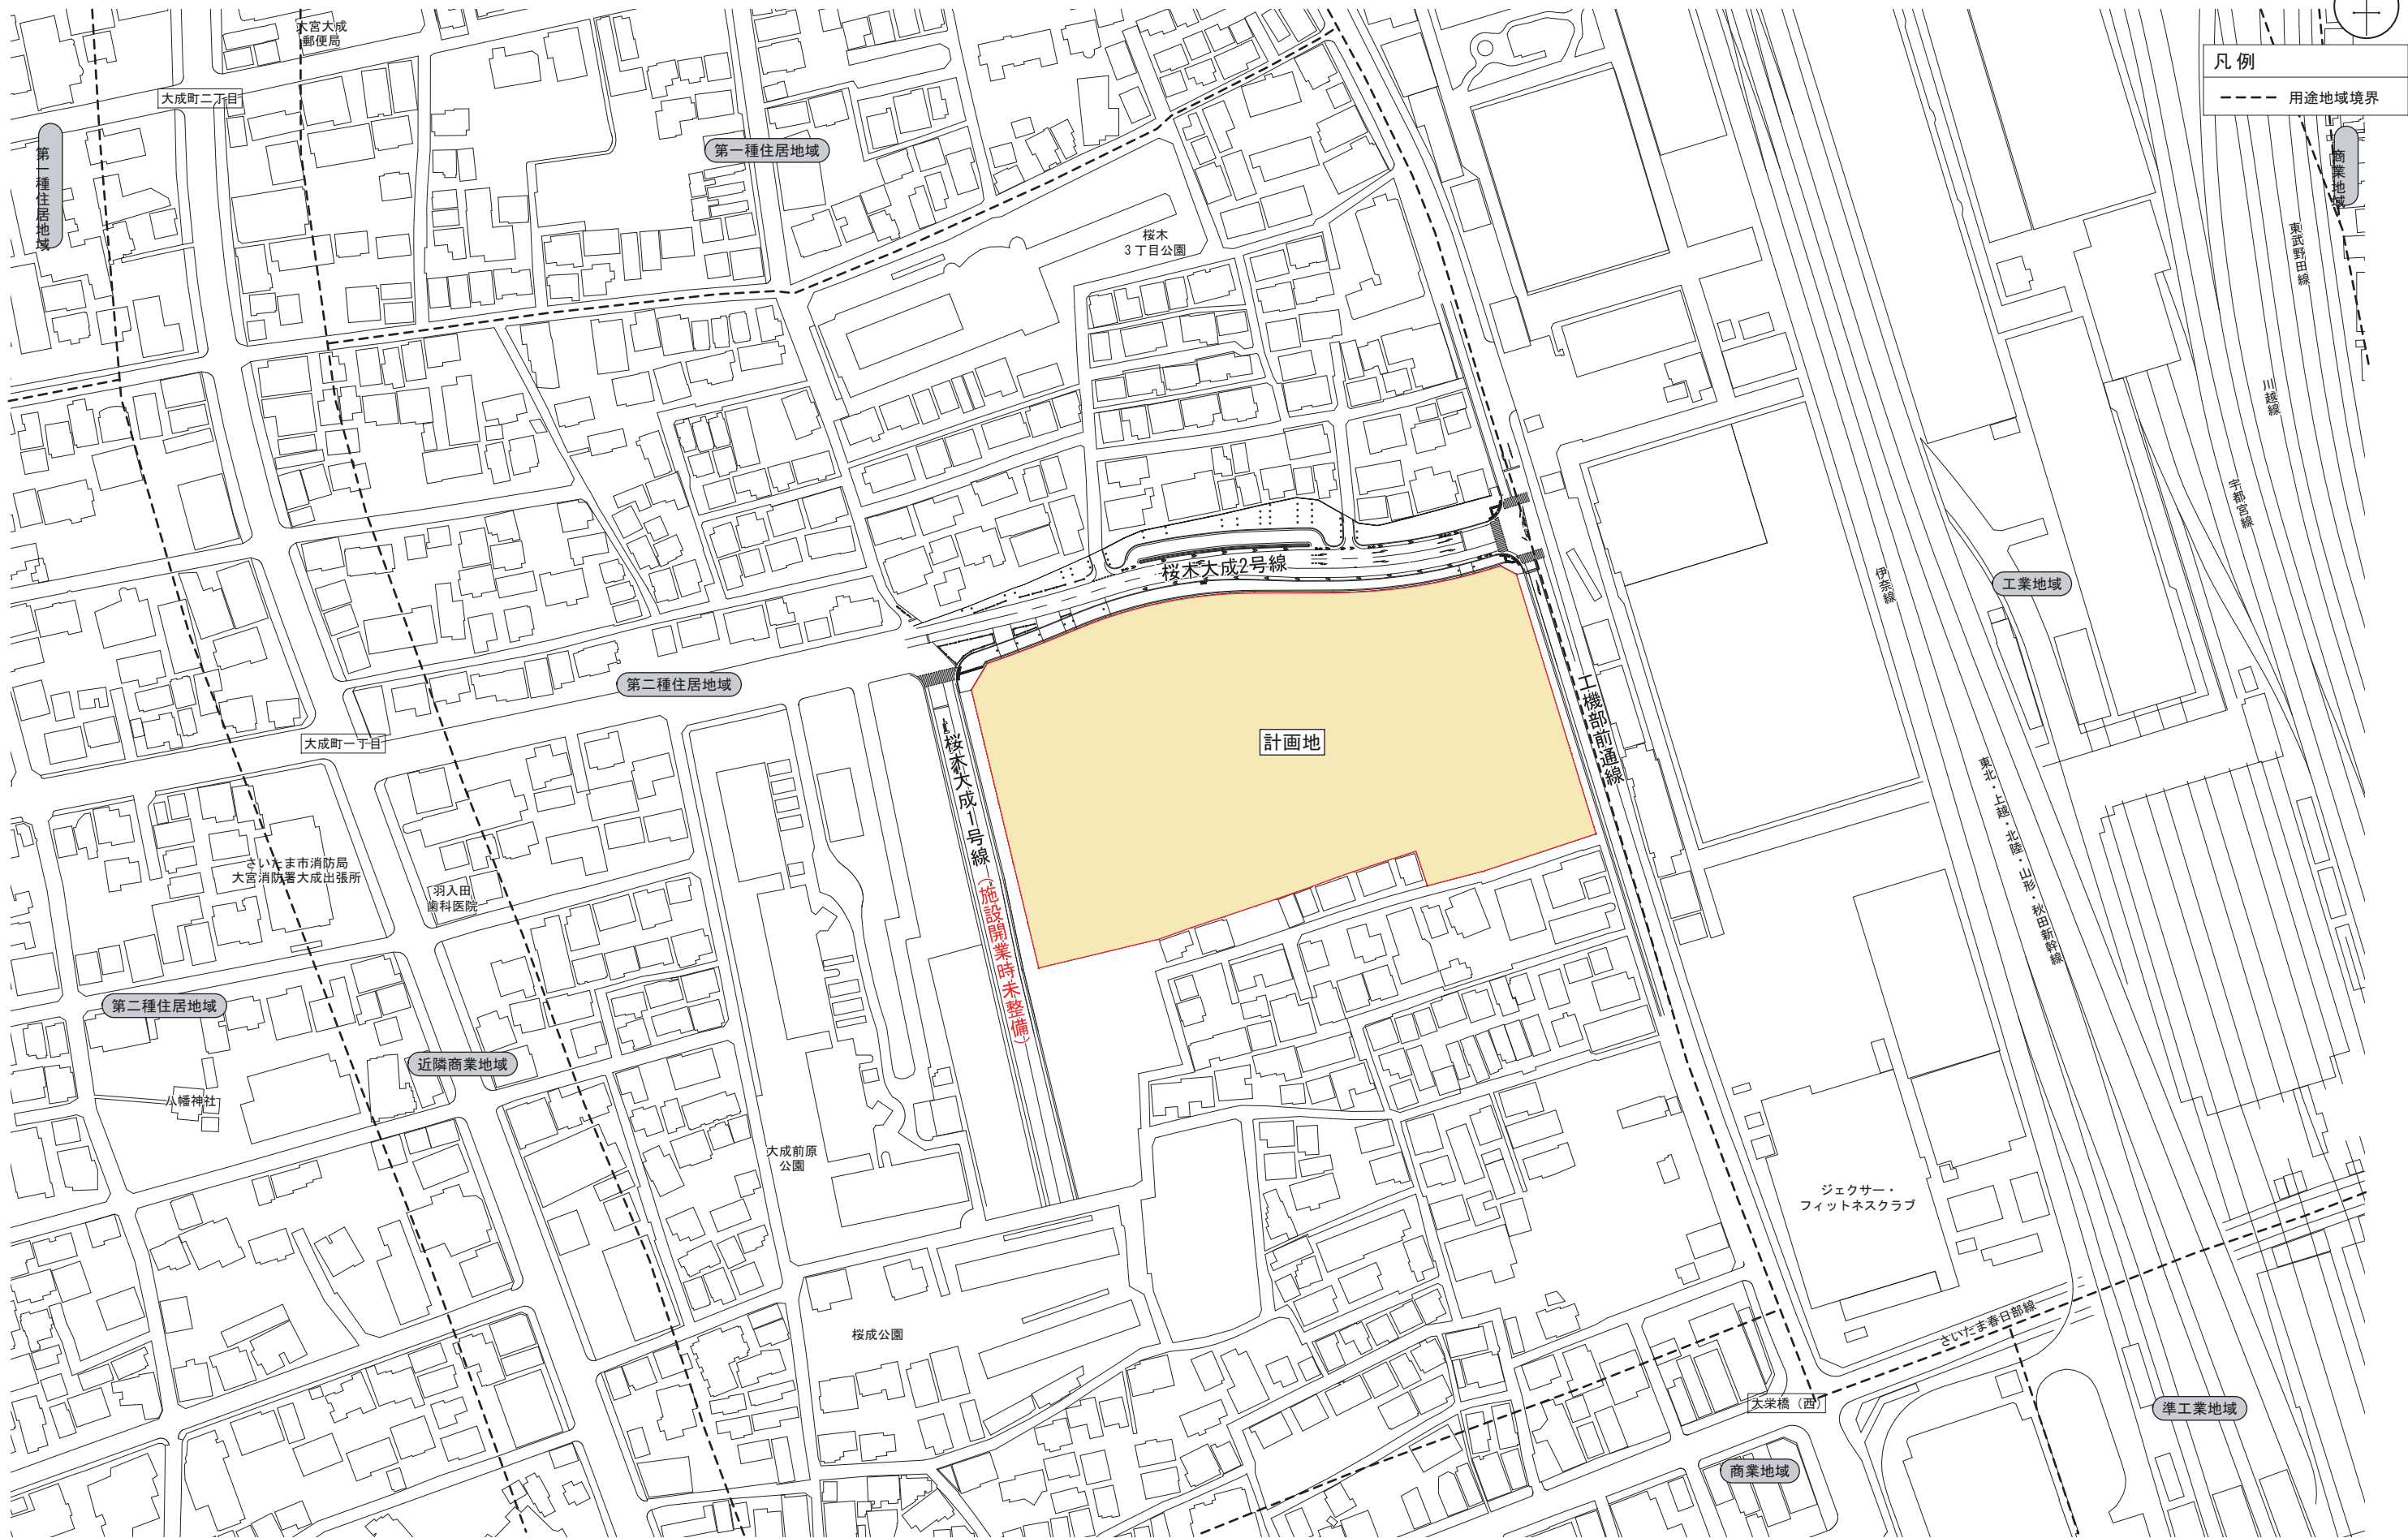 大宮大成
郵便局
凡例
用途地域境界
大成町二丁目
第一種住居地域
第一種住居地域
商業地域
桜木
3丁目公園
東武野田線
川越線
宇都宮線
桜木大成2号線
伊奈線
工業地域
第二種住居地域
工機部前通線
計画地
大成町一丁目
桜木大成1号線(施設開業時未整備)
東北・上越・北陸・山形・秋田新幹線
さいたま市消防局
大宮消防署大成出張所
羽入田
歯科医院
第二種住居地域
近隣商業地域
八幡神社
大成前原
公園
ジェクサー・
フィットネスクラブ
桜成公園
さいたま春日部線
大栄橋(西)
準工業地域
商業地域